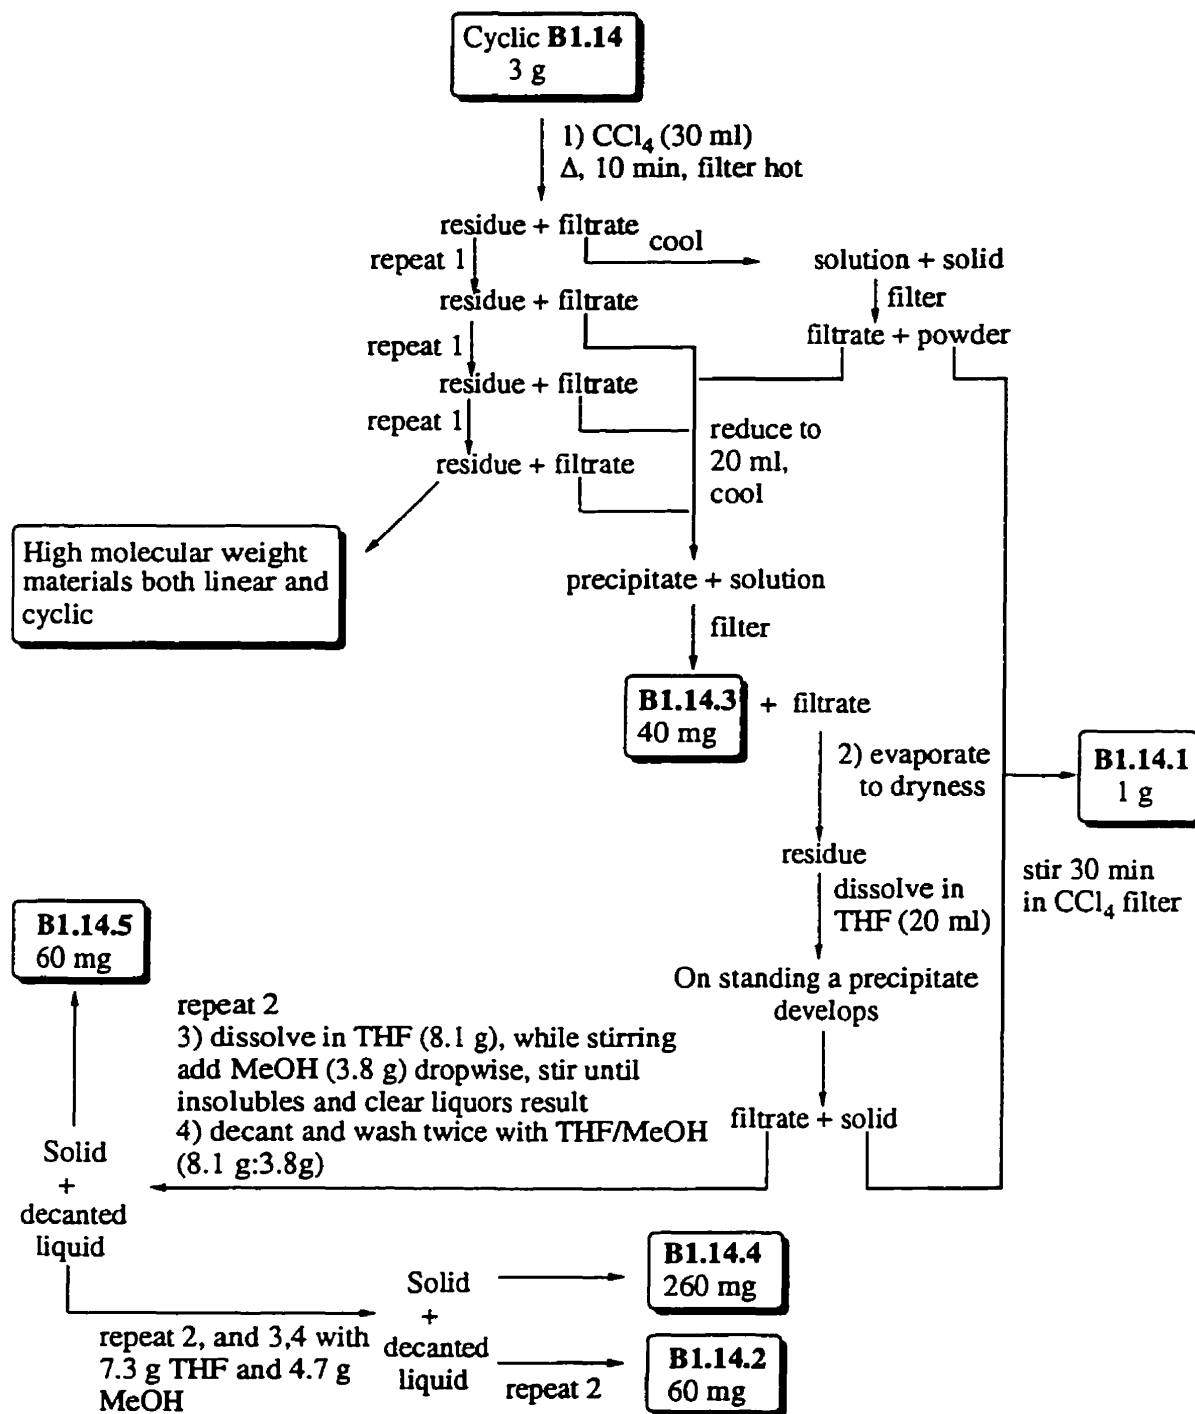 Cyclic B1.14
3 g
1) CCl4 (30 ml)
Δ, 10 min, filter hot
residue + filtrate
cool
repeat 1
solution + solid
filter
residue + filtrate
filtrate + powder
repeat 1
residue + filtrate
repeat 1
reduce to
20 ml,
cool
residue + filtrate
High molecular weight
materials both linear and
cyclic
precipitate + solution
filter
B1.14.3
40 mg
+ filtrate
2) evaporate
to dryness
B1.14.1
1 g
residue
dissolve in
THF (20 ml)
stir 30 min
in CCl4 filter
B1.14.5
60 mg
On standing a precipitate
develops
repeat 2
3) dissolve in THF (8.1 g), while stirring
add MeOH (3.8 g) dropwise, stir until
insolubles and clear liquors result
4) decant and wash twice with THF/MeOH
(8.1 g:3.8g)
filtrate + solid
Solid
+
decanted
liquid
B1.14.4
260 mg
Solid
+
decanted
liquid
repeat 2, and 3,4 with
7.3 g THF and 4.7 g
MeOH
repeat 2
B1.14.2
60 mg